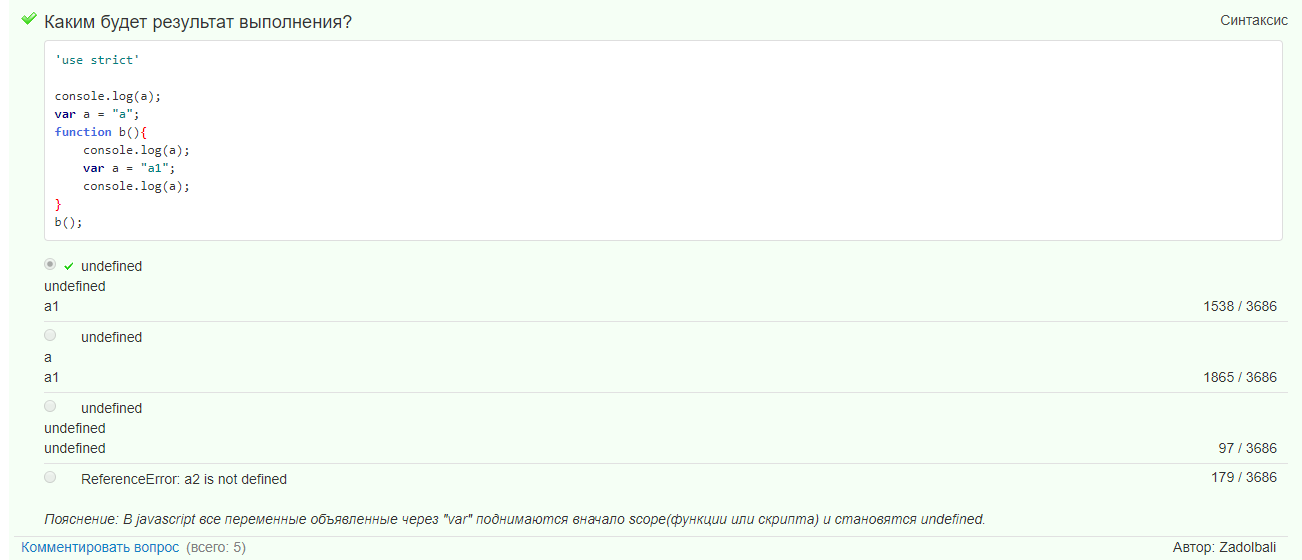 Каким будет результат выполнения?
Синтаксис
'use strict'
console.log(a);
var a = "a";
function b(){
console.log(a);
var a = "a1";
console.log(a);
}
b();
undefined
undefined
a1
1538 / 3686
undefined
a
a1
1865 / 3686
undefined
undefined
undefined
97 / 3686
ReferenceError: a2 is not defined
179 / 3686
Пояснение: В javascript все переменные объявленные через "var" поднимаются вначало scope(функции или скрипта) и становятся undefined.
Комментировать вопрос (всего: 5)
Автор: Zadolbali